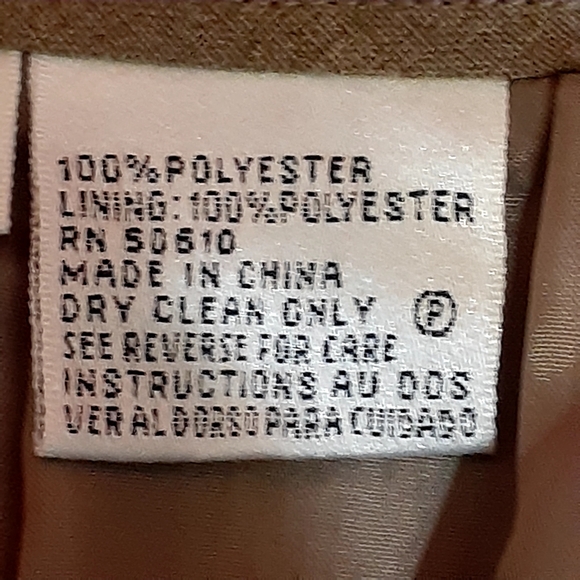 100%POLYESTER
LINING:100%POLYESTER
RN 50610
MADE IN CHINA
DRY CLEAN ONLY Ⓟ
SEE REVERSE FOR CARE
INSTRUCTIONS AU DOS
VER AL DORSO PARA CUIDADO